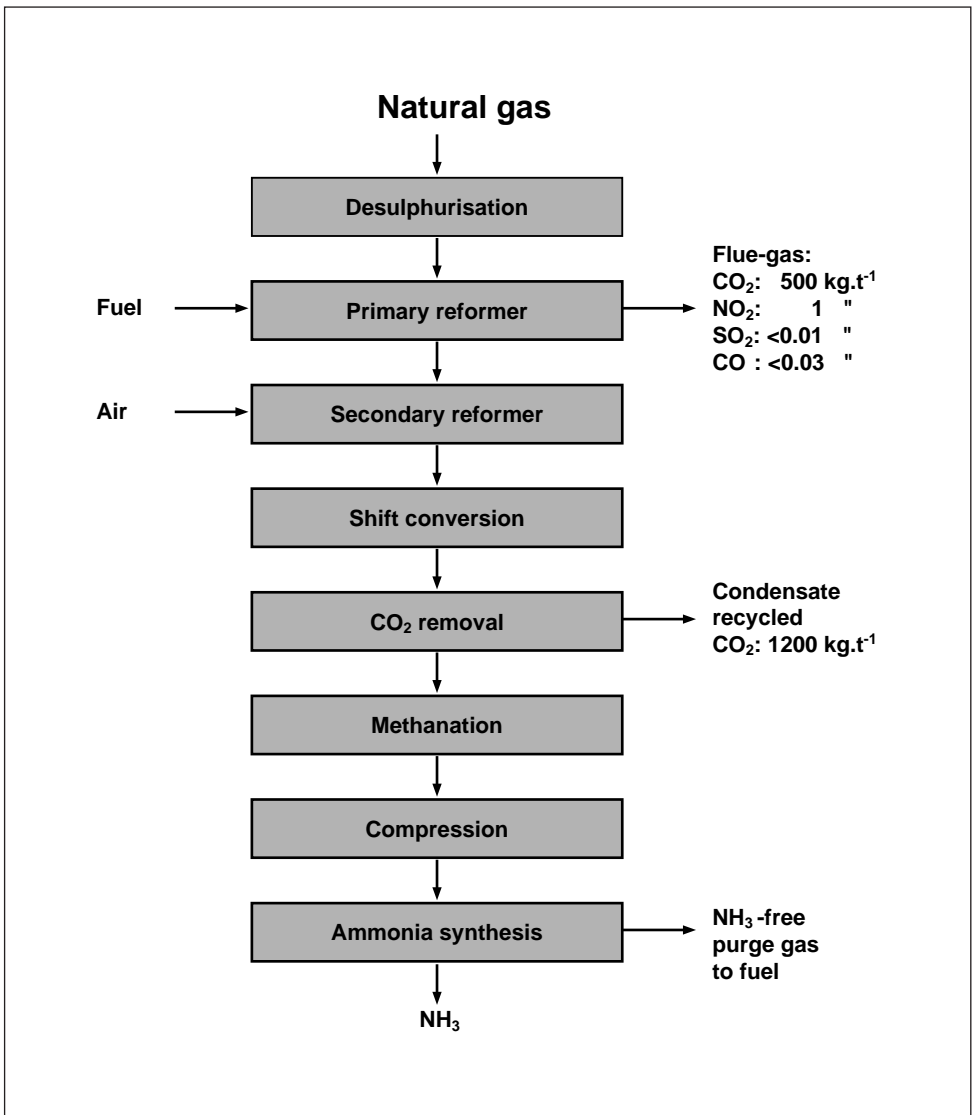 Natural gas
Desulphurisation
Flue-gas:
CO₂: 500 kg.t⁻¹
Fuel
Primary reformer
NO₂: 1 "
SO₂: <0.01 "
CO : <0.03 "
Air
Secondary reformer
Shift conversion
CO₂ removal
Condensate
recycled
CO₂: 1200 kg.t⁻¹
Methanation
Compression
Ammonia synthesis
NH₃-free
purge gas
to fuel
NH₃